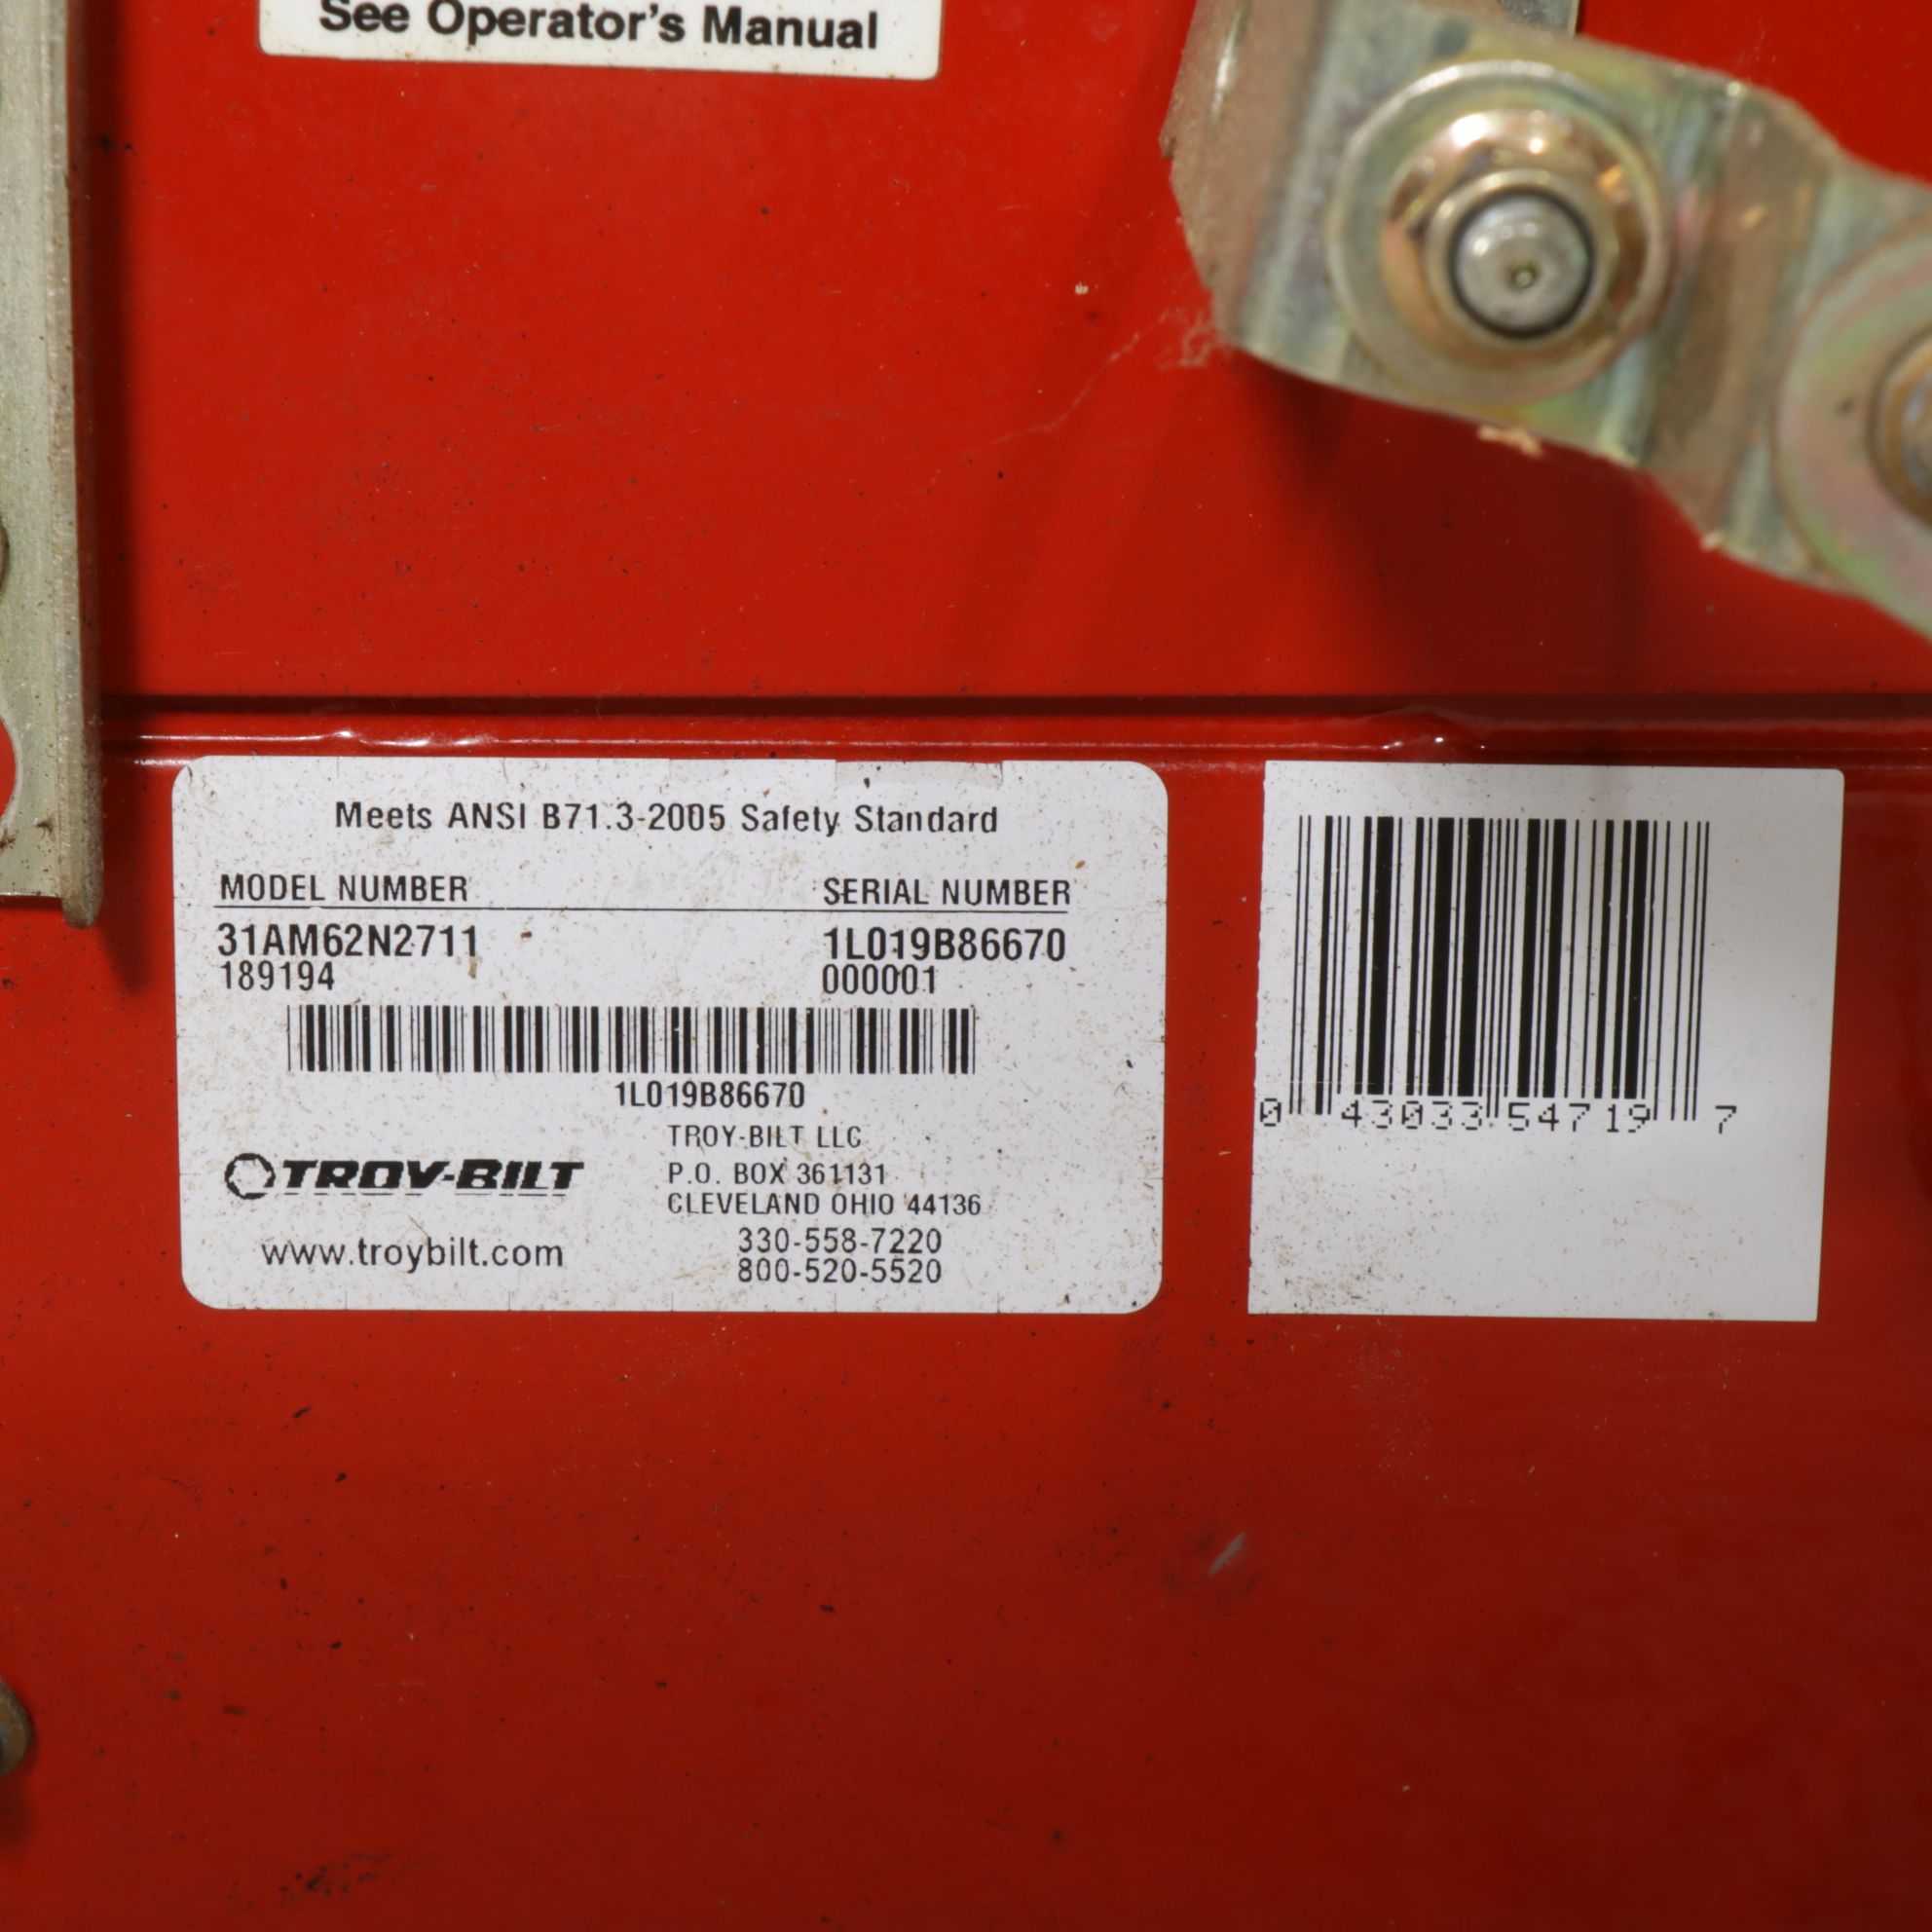 See Operator's Manual
Meets ANSI B71.3-2005 Safety Standard
MODEL NUMBER SERIAL NUMBER
31AM62N2711 1L019B86670
189194 000001
1L019B86670
TROY-BILT LLC
TROY-BILT P.O. BOX 361131
CLEVELAND OHIO 44136
www.troybilt.com 330-558-7220
800-520-5520
0 43033 54719 7